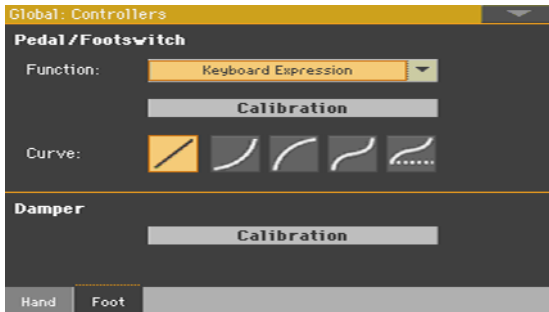 Global: Controllers
Pedal/Footswitch
Function: Keyboard Expression
Calibration
Curve:
Damper
Calibration
Hand Foot